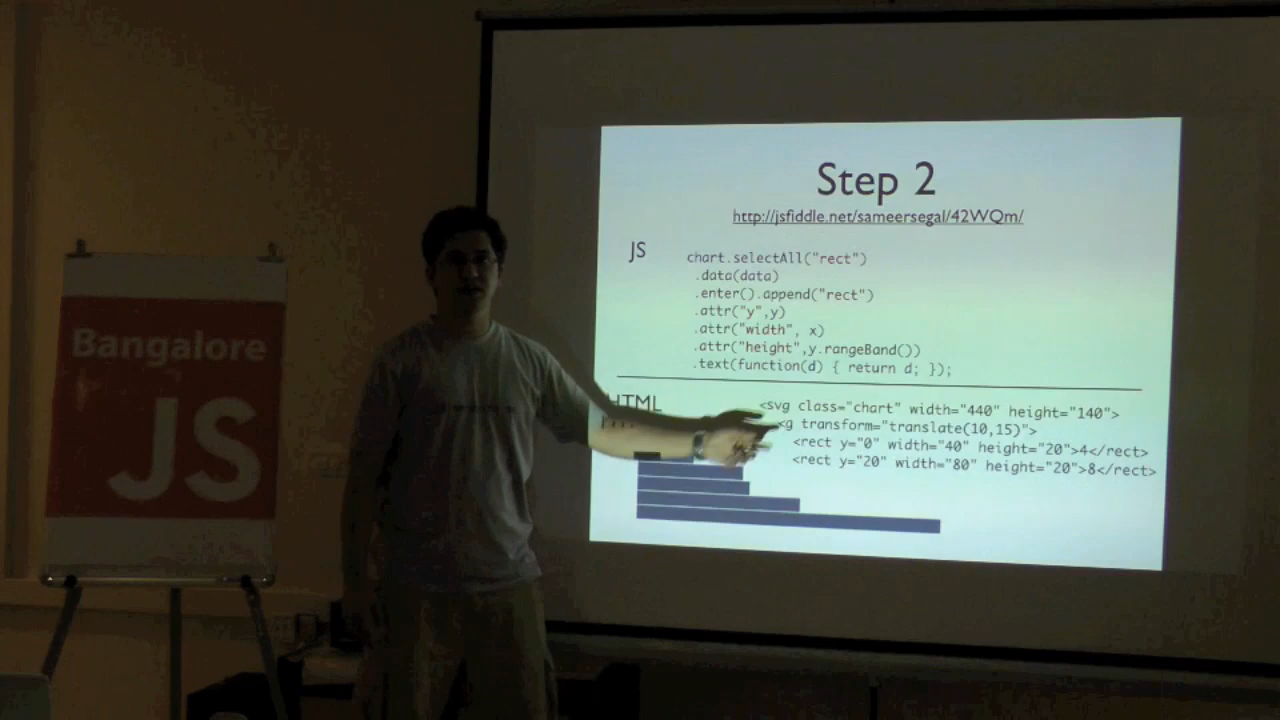 Bangalore
JS
Step 2
http://jsfiddle.net/sameersegal/42WQm/
JS
chart.selectAll("rect")
.data(data)
.enter().append("rect")
.attr("y",y)
.attr("width", x)
.attr("height",y.rangeBand())
.text(function(d) { return d; });
HTML
<svg class="chart" width="440" height="140">
<g transform="translate(10,15)">
<rect y="0" width="40" height="20">4</rect>
<rect y="20" width="80" height="20">8</rect>